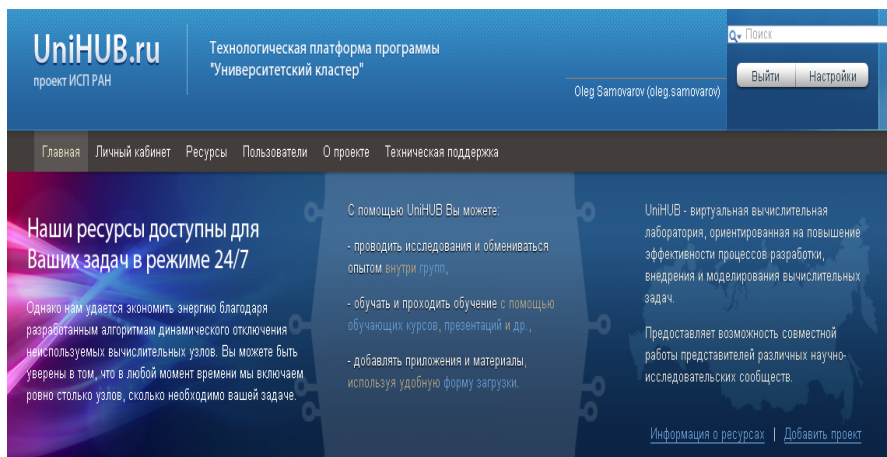 UniHUB.ru
проект ИСП РАН
Технологическая платформа программы
"Университетский кластер"
Поиск
Oleg Samovarov (oleg.samovarov)
Выйти
Настройки
Главная Личный кабинет Ресурсы Пользователи О проекте Техническая поддержка
Наши ресурсы доступны для
Ваших задач в режиме 24/7
Однако нам удается экономить энергию благодаря
разработанным алгоритмам динамического отключения
неиспользуемых вычислительных узлов. Вы можете быть
уверены в том, что в любой момент времени мы включаем
ровно столько узлов, сколько необходимо вашей задаче.
С помощью UniHUB Вы можете:
- проводить исследования и обмениваться
опытом внутри групп,
- обучать и проходить обучение с помощью
обучающих курсов, презентаций и др.,
- добавлять приложения и материалы,
используя удобную форму загрузки.
UniHUB - виртуальная вычислительная
лаборатория, ориентированная на повышение
эффективности процессов разработки,
внедрения и моделирования вычислительных
задач.
Предоставляет возможность совместной
работы представителей различных научно-
исследовательских сообществ.
Информация о ресурсах | Добавить проект